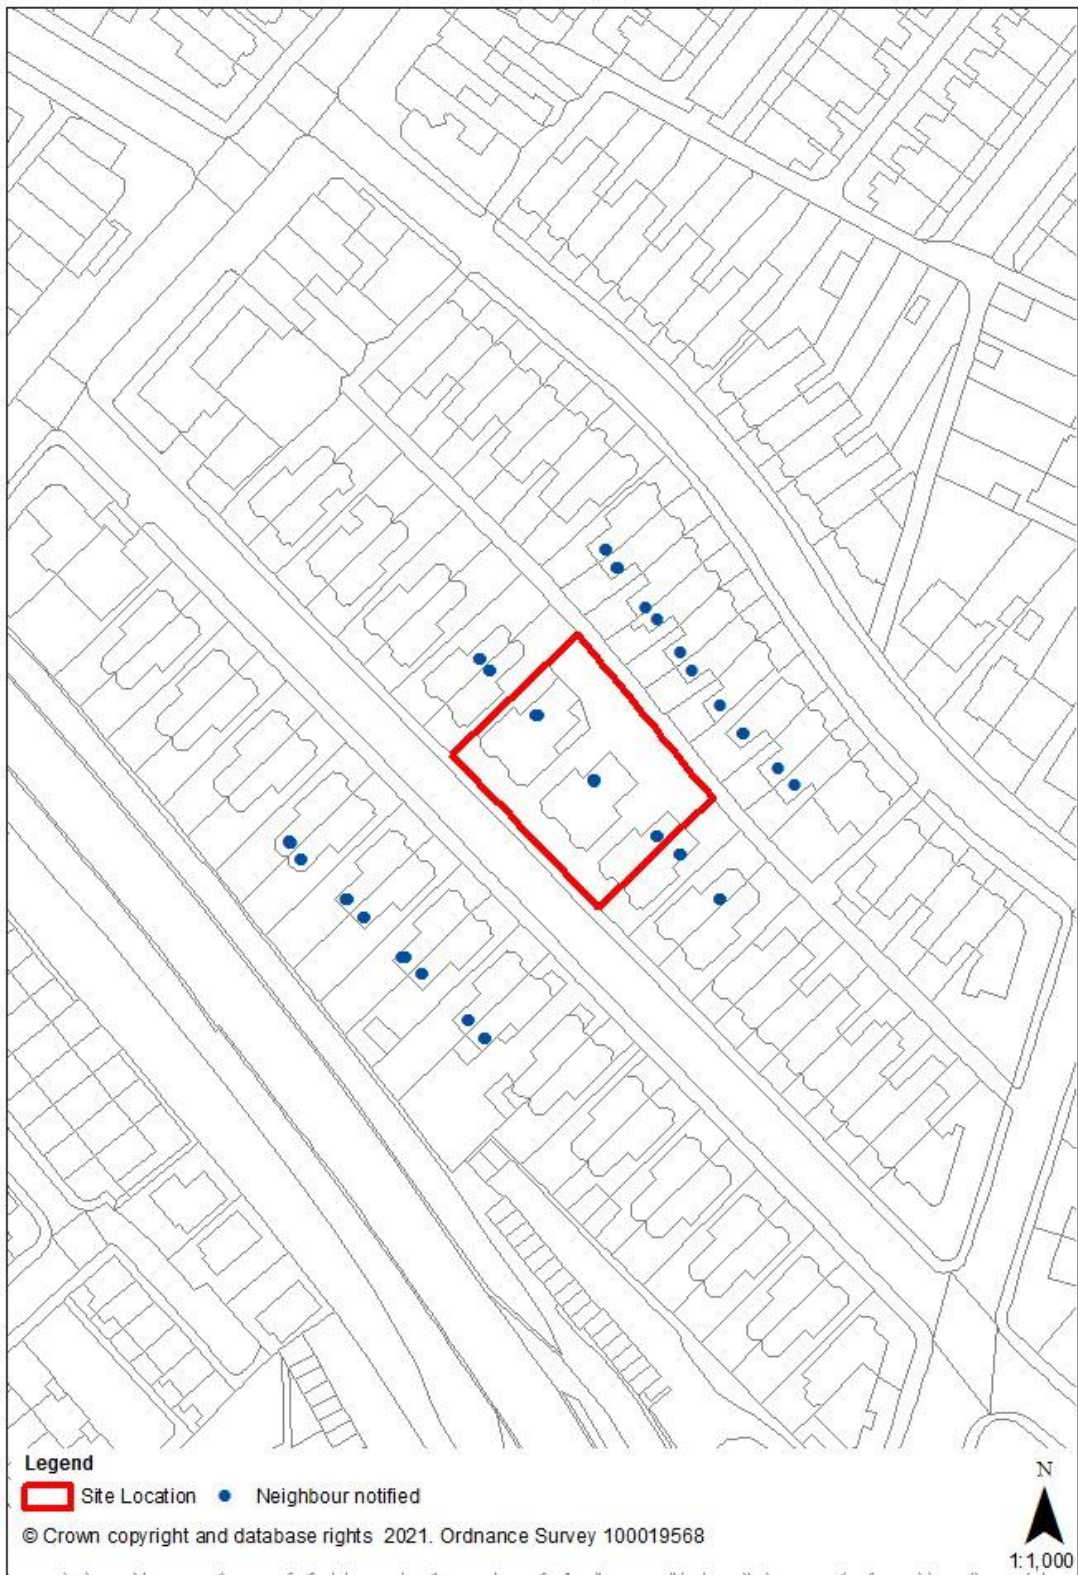 Legend
Site Location
Neighbour notified
© Crown copyright and database rights 2021. Ordnance Survey 100019568
N
1:1,000